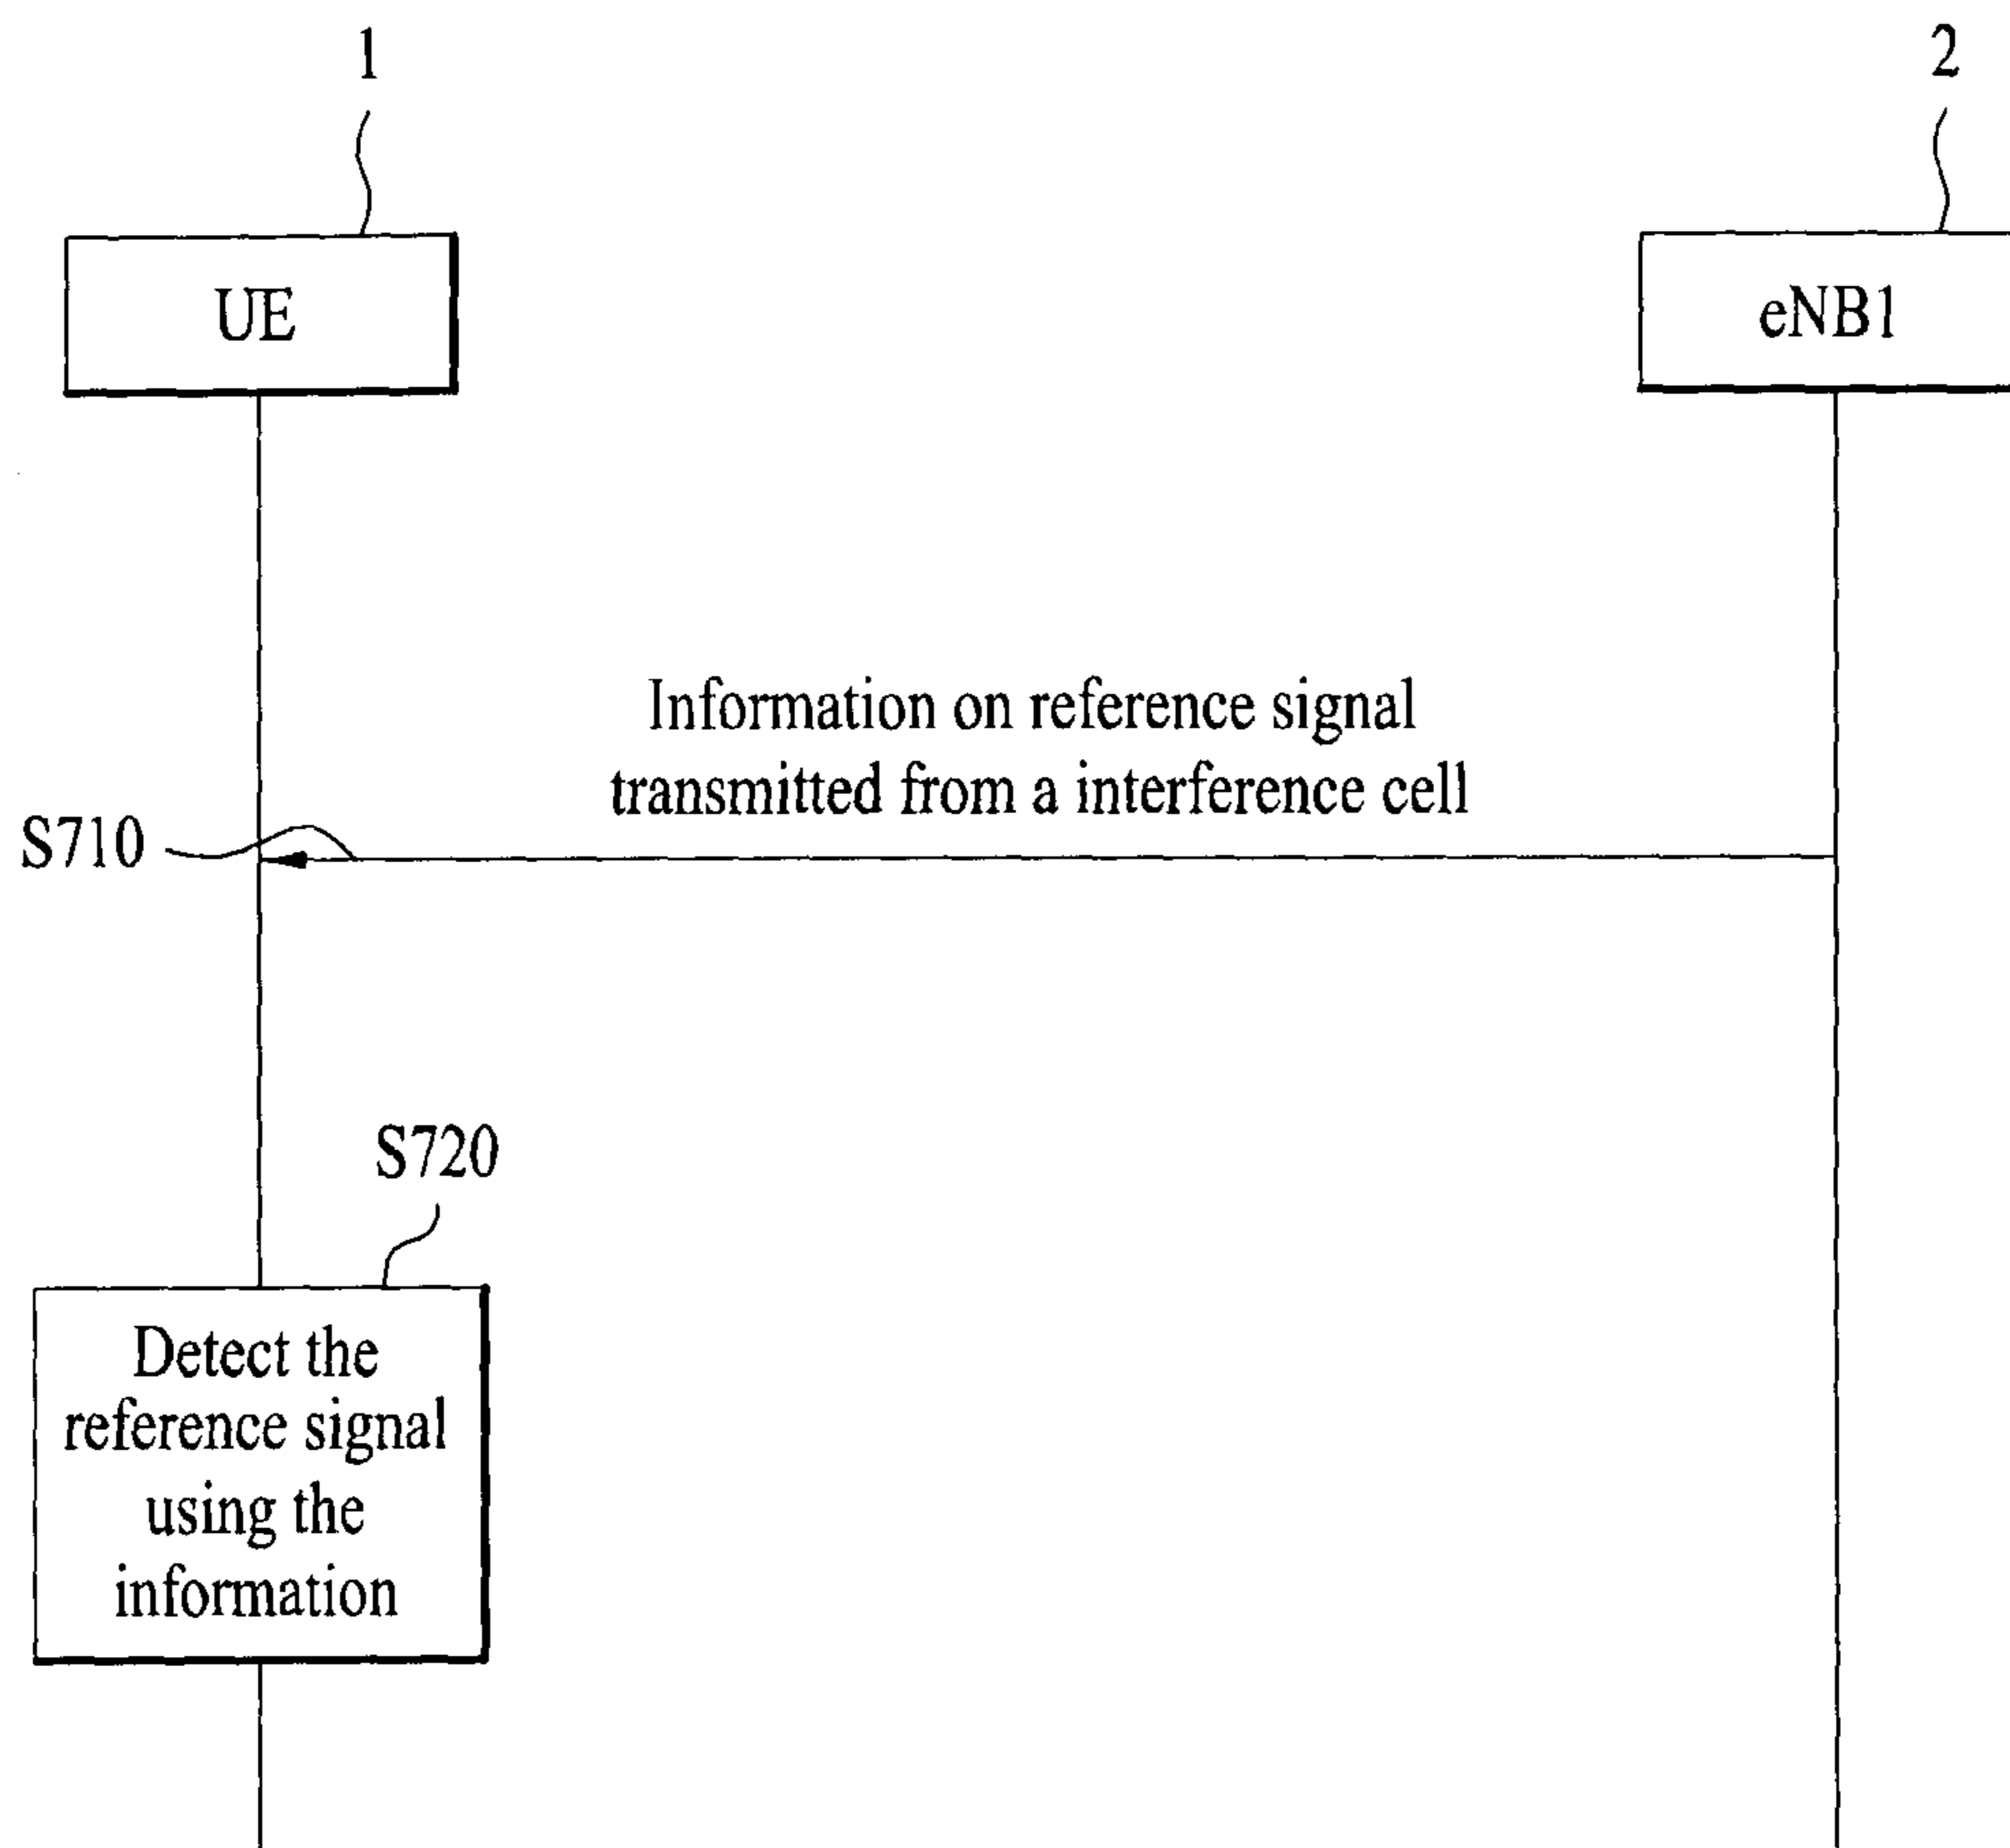 1
2
UE
eNB1
Information on reference signal
transmitted from a interference cell
S710
S720
Detect the
reference signal
using the
information